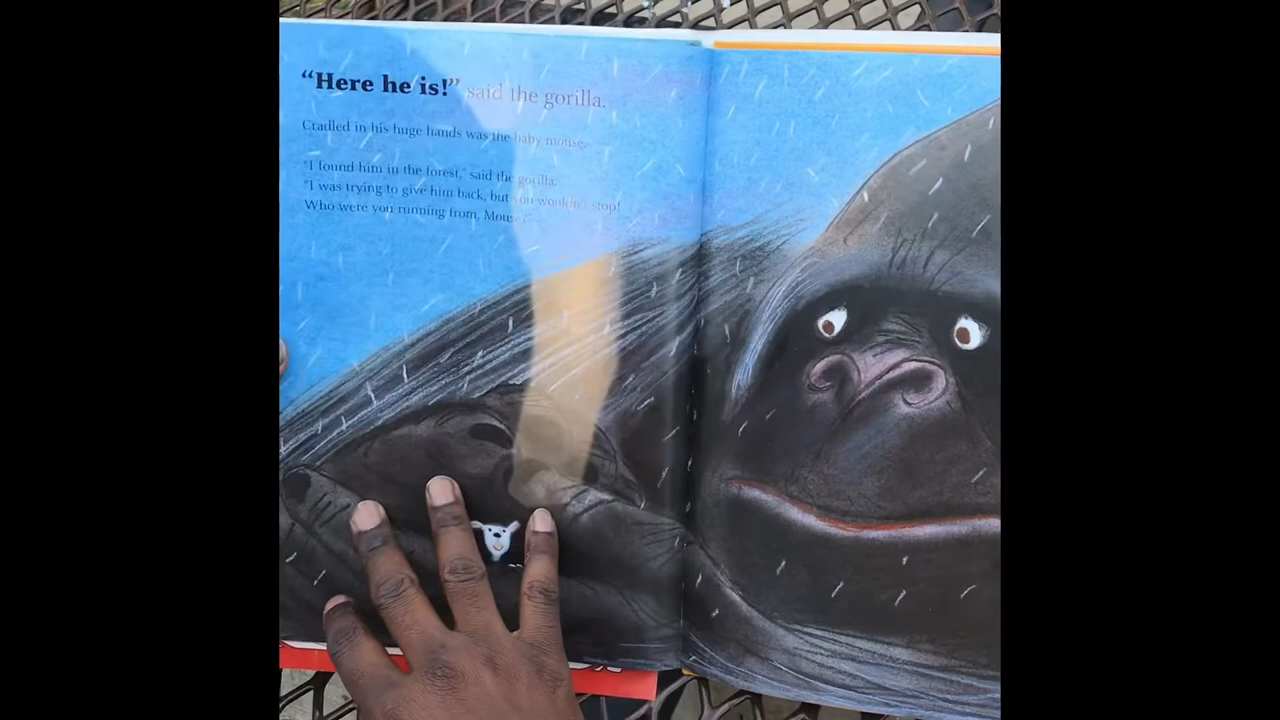 “Here he is!” said the gorilla.
Cradled in his huge hands was the baby mouse.
"I found him in the forest," said the gorilla.
"I was trying to give him back, but you wouldn't stop!
Who were you running from, Mouse?"